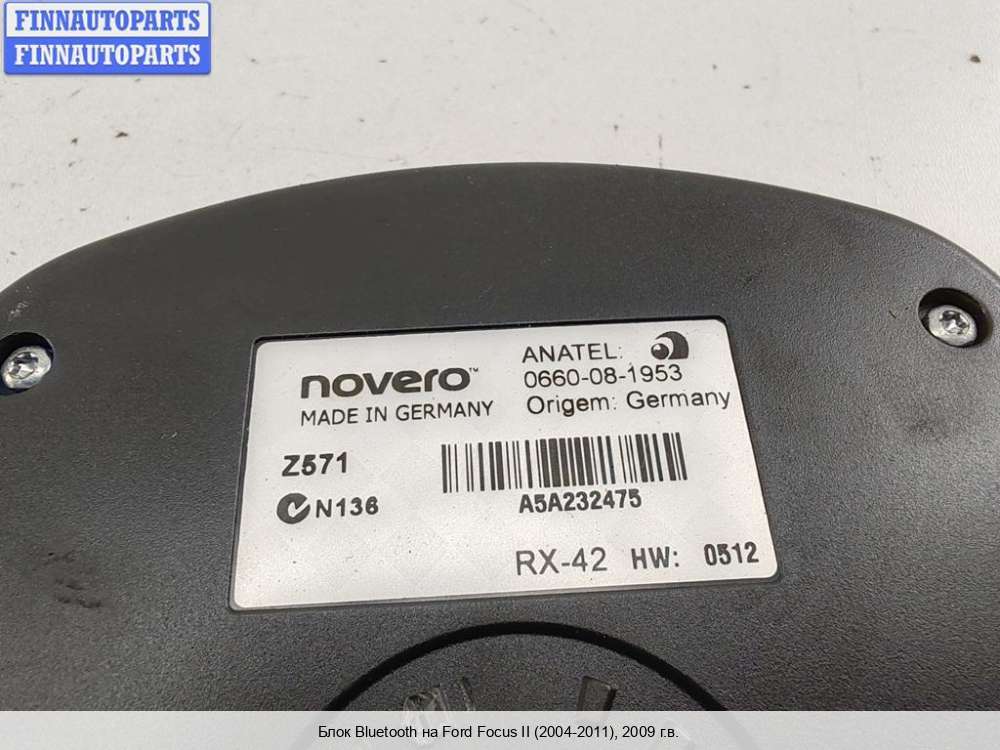 FINNAUTOPARTS
FINNAUTOPARTS
novero™
MADE IN GERMANY
ANATEL:
0660-08-1953
Origem: Germany
Z571
N136
A5A232475
RX-42 HW: 0512
Блок Bluetooth на Ford Focus II (2004-2011), 2009 г.в.